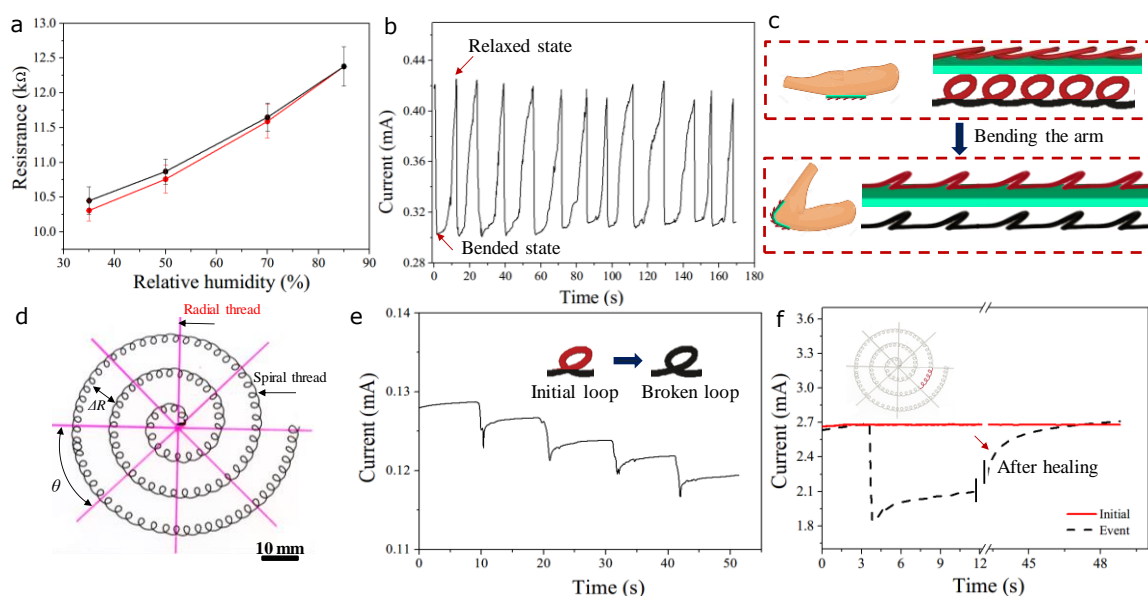 a
13.0
12.5
12.0
11.5
11.0
10.5
10.0
Resisrance (kΩ)
30 40 50 60 70 80 90
Relative humidity (%)
b
0.44
0.40
0.36
0.32
0.28
Current (mA)
Relaxed state
Bended state
0 20 40 60 80 100 120 140 160 180
Time (s)
c
Bending the arm
d
Radial thread
Spiral thread
ΔR
θ
10 mm
e
0.14
0.13
0.12
0.11
Current (mA)
Initial loop
Broken loop
0 10 20 30 40 50
Time (s)
f
3.6
3.3
3.0
2.7
2.4
2.1
1.8
Current (mA)
After healing
Initial
Event
0 3 6 9 12 42 48
Time (s)